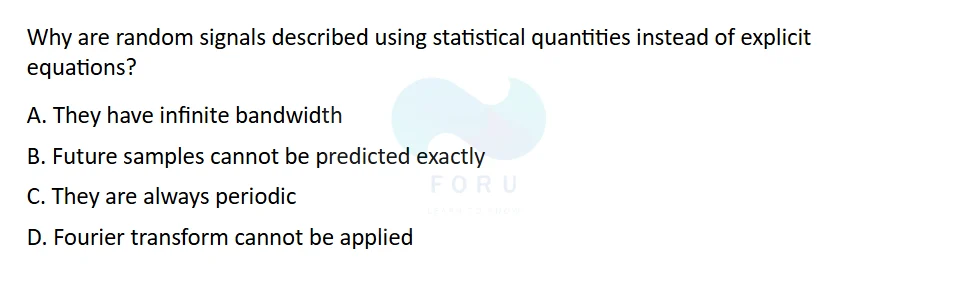 Why are random signals described using statistical quantities instead of explicit
equations?
A. They have infinite bandwidth
B. Future samples cannot be predicted exactly
FORU
C. They are always periodic
D. Fourier transform cannot be applied